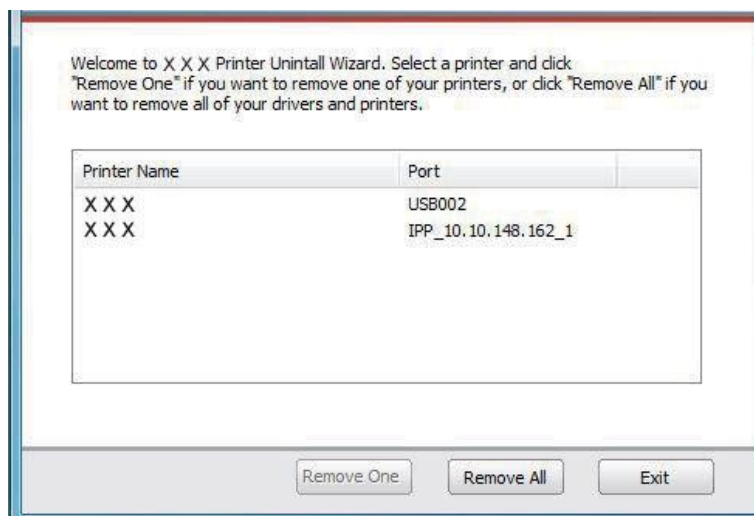 Welcome to X X X Printer Unintall Wizard. Select a printer and click
"Remove One" if you want to remove one of your printers, or click "Remove All" if you
want to remove all of your drivers and printers.
Printer Name Port
X X X USB002
X X X IPP_10.10.148.162_1
Remove One Remove All Exit